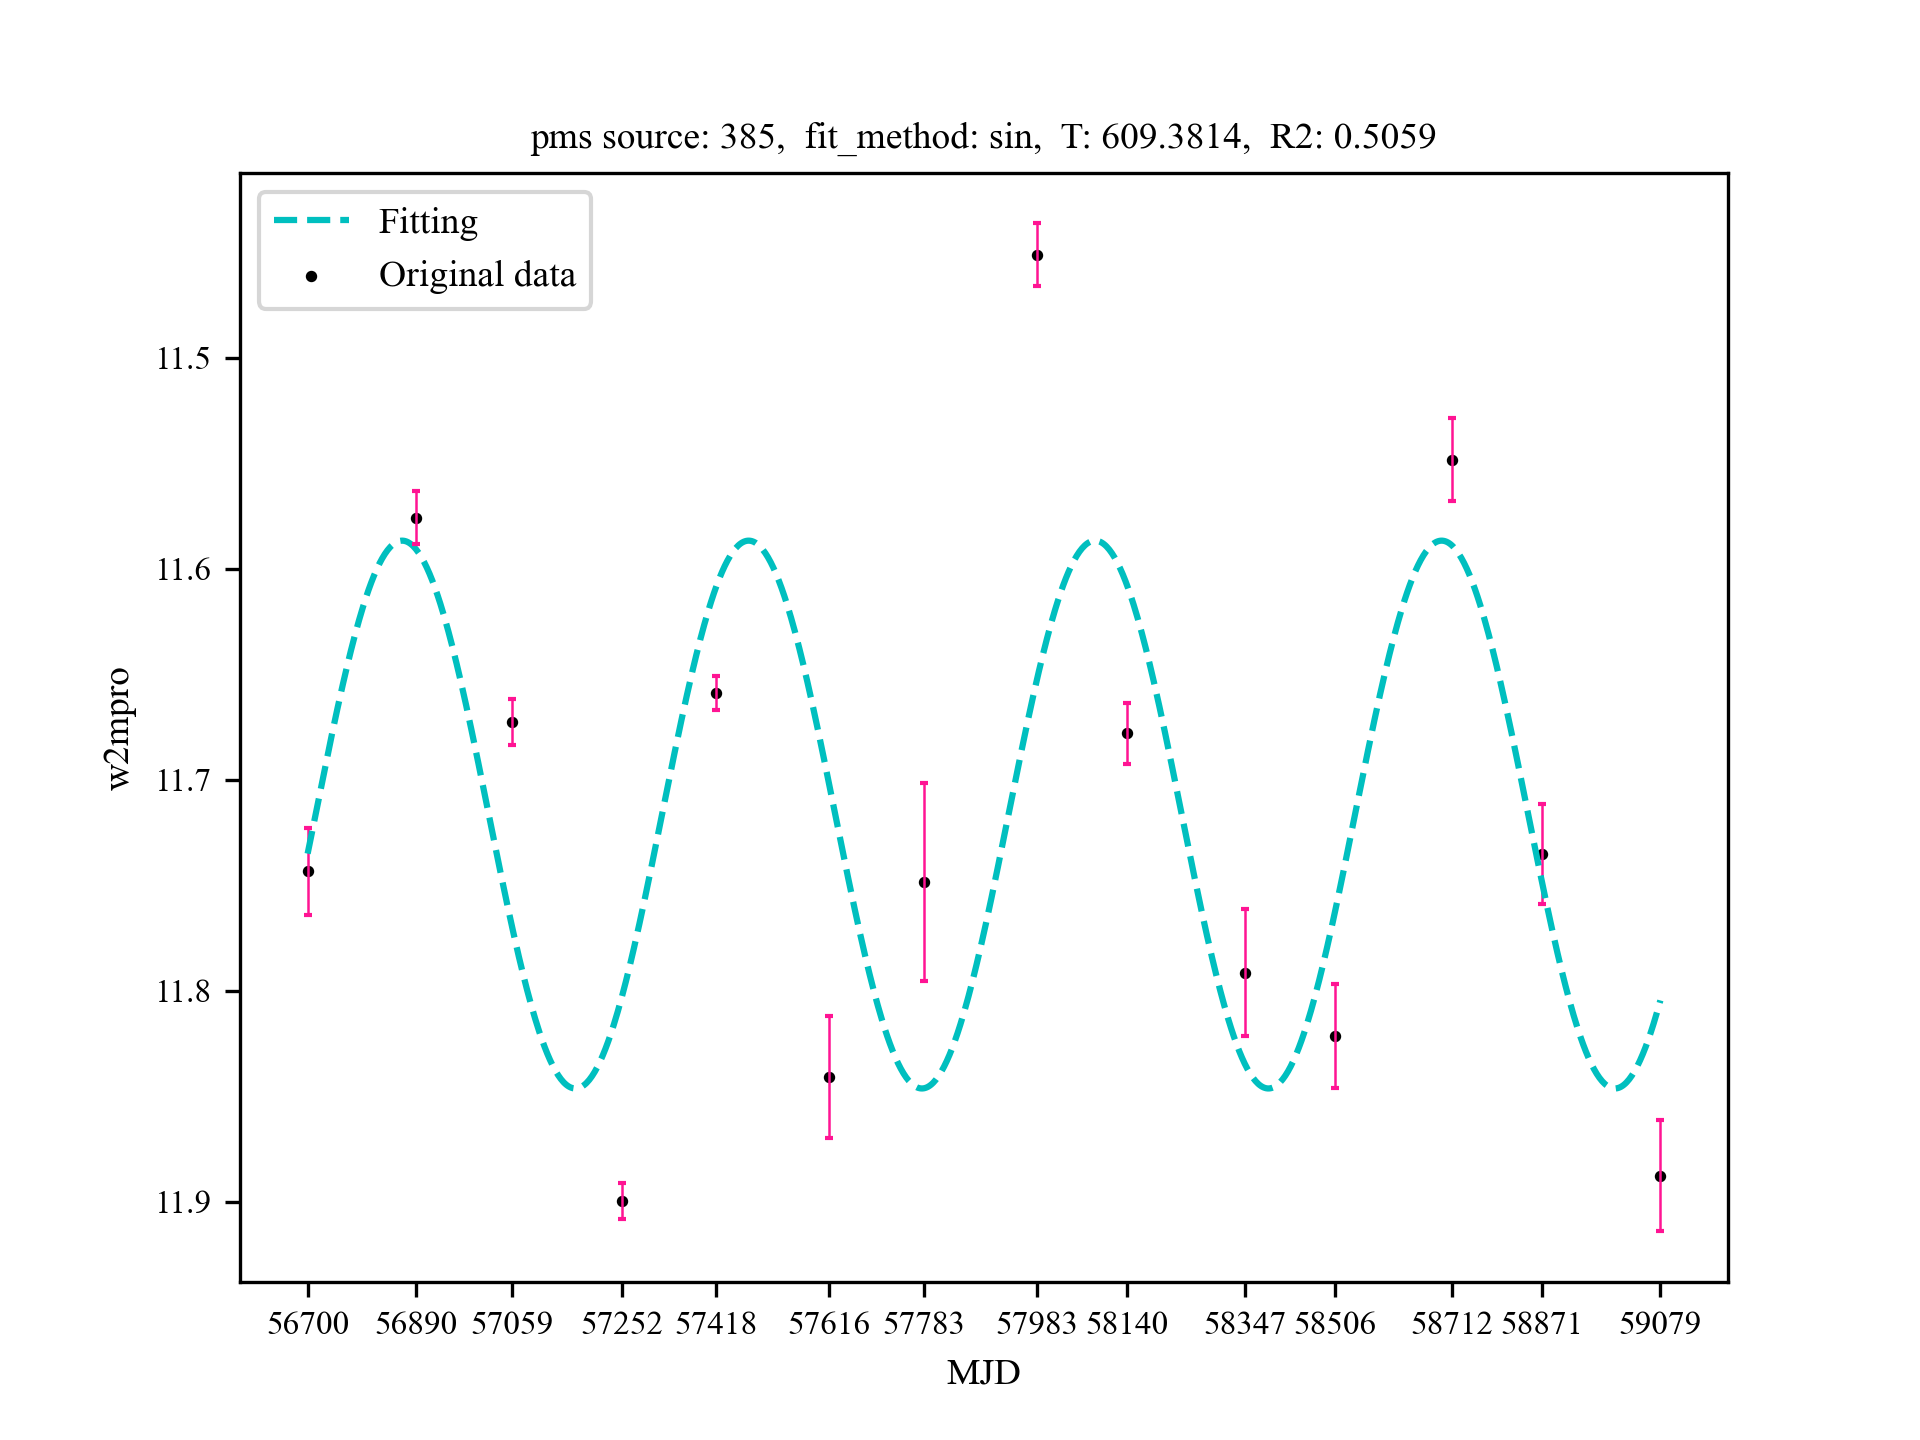 pms source: 385,  fit_method: sin,  T: 609.3814,  R2: 0.5059
Fitting
Original data
11.5
11.6
11.7
11.8
11.9
w2mpro
56700 56890 57059 57252 57418 57616 57783 57983 58140 58347 58506 58712 58871 59079
MJD